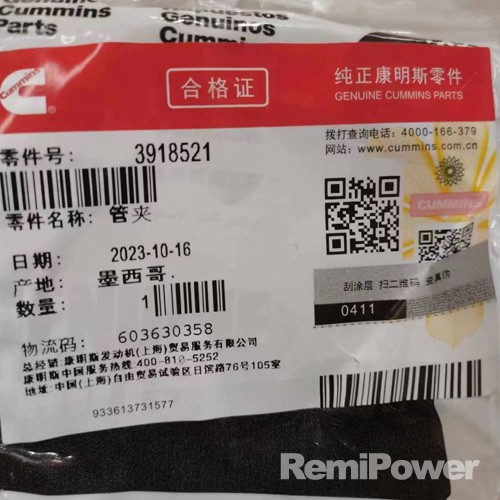 Genuine
Cummins
Parts
Repuestos
Genuinos
Cummins
Cummins
合格证
纯正康明斯零件
GENUINE CUMMINS PARTS
拨打查询电话: 4000-166-379
网站: www.cummins.com.cn
零件号: 3918521
零件名称: 管夹
CUMMINS
日期: 2023-10-16
产地: 墨西哥.
数量: 1
刮涂层 扫二维码 查真伪
0411
物流码: 603630358
总经销 康明斯发动机(上海)贸易服务有限公司
康明斯中国服务热线:400-810-5252
地址:中国(上海)自由贸易试验区日滨路76号105室
933613731577
RemiPower